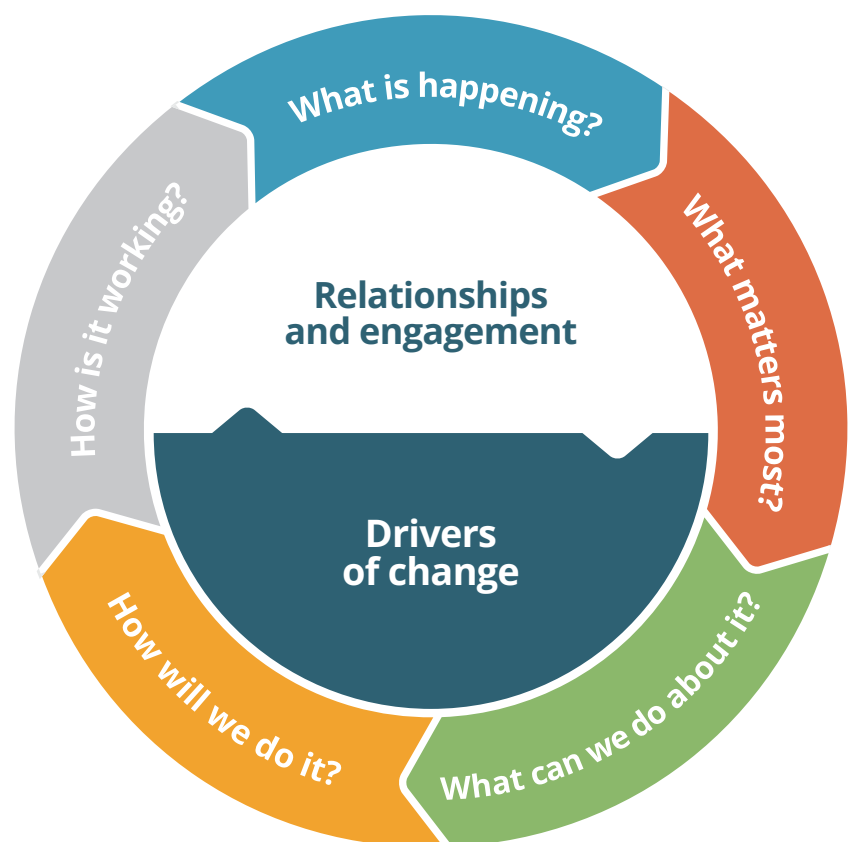 What is happening?
What matters most?
What can we do about it?
How will we do it?
How is it working?
Relationships
and engagement
Drivers
of change